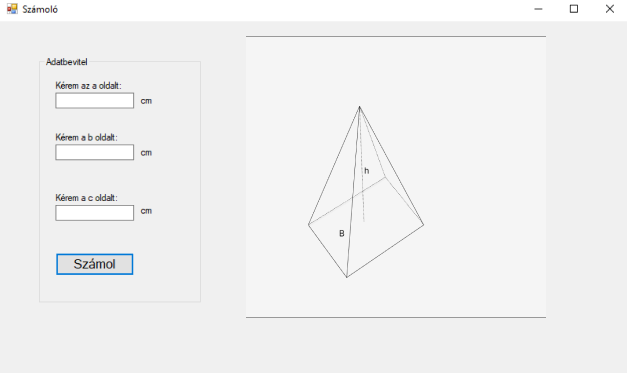 Számoló
Adatbevitel
Kérem az a oldalt:
cm
Kérem a b oldalt:
cm
Kérem a c oldalt:
cm
Számol
h
B